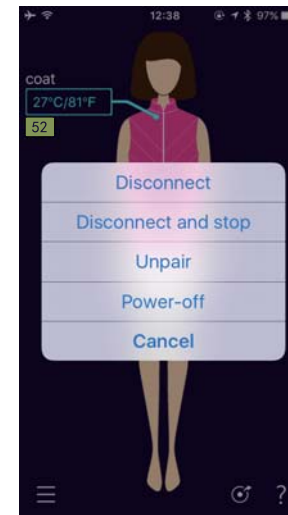 12:38 97%
coat
27°C/81°F
52
Disconnect
Disconnect and stop
Unpair
Power-off
Cancel
?